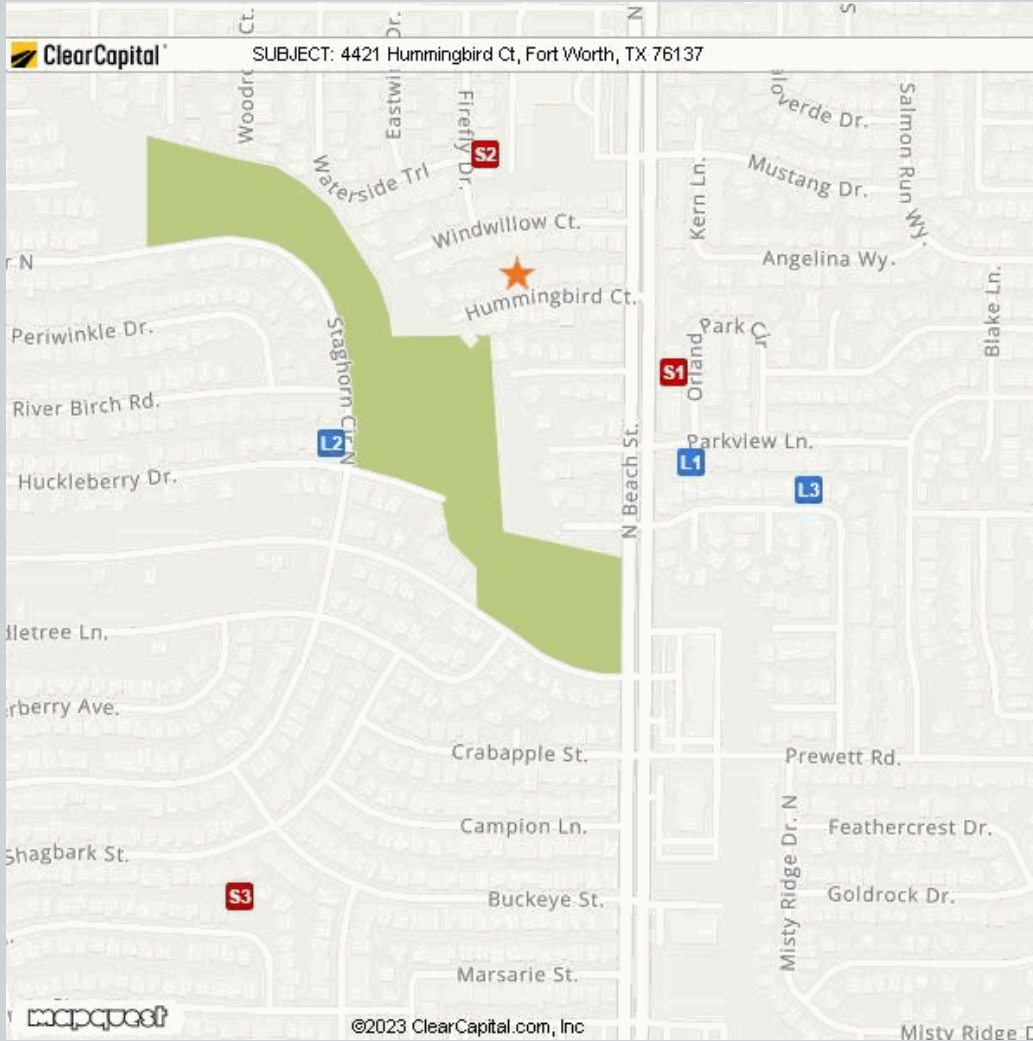 N
S
ClearCapital
SUBJECT: 4421 Hummingbird Ct, Fort Worth, TX 76137
Ct.
Dr.
Firefly Dr.
S2
Waterside Trl
Windwillow Ct.
Hummingbird Ct.
verde Dr.
Salmon Run Wy.
Mustang Dr.
Kern Ln.
Angelina Wy.
Blake Ln.
r N
Periwinkle Dr.
Staghorn Cir N
River Birch Rd.
L2
Huckleberry Dr.
Park Cir
S1
Orland
Parkview Ln.
L1
L3
N Beach St.
dletree Ln.
rberry Ave.
Crabapple St.
Prewett Rd.
Campion Ln.
Misty Ridge Dr. N
Feathercrest Dr.
Shagbark St.
S3
Buckeye St.
Goldrock Dr.
Marsarie St.
mapquest
©2023 ClearCapital.com, Inc
Misty Ridge D